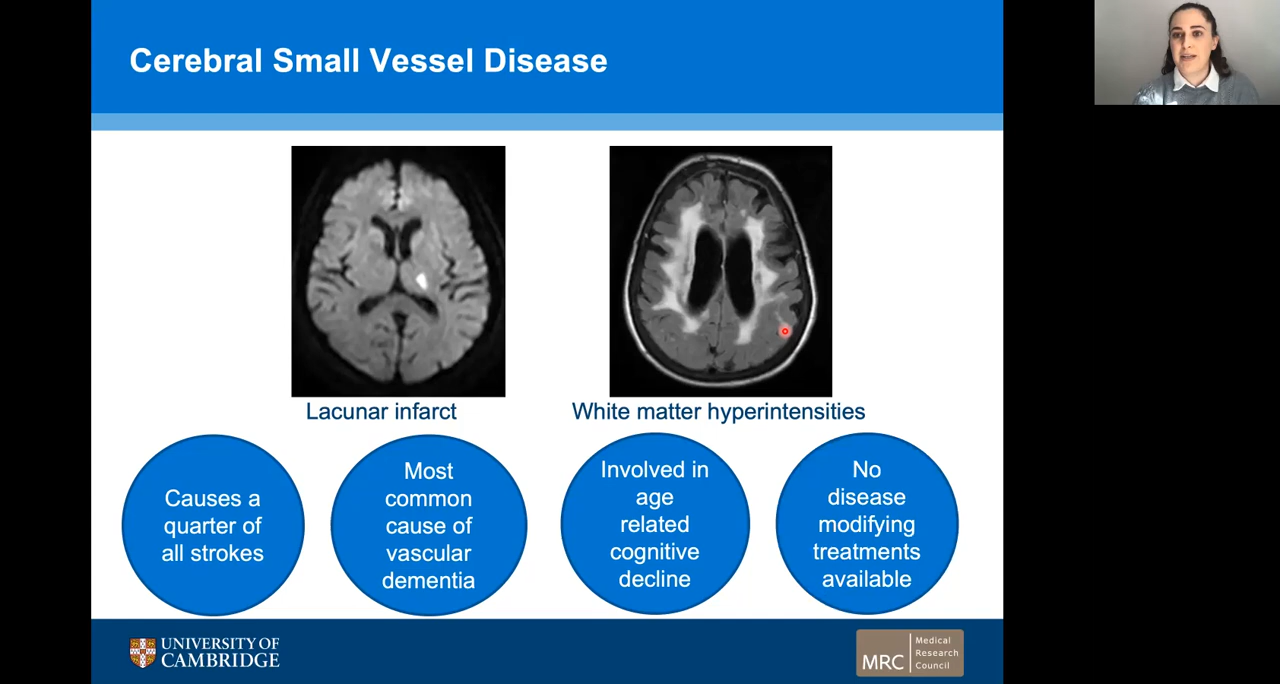 Cerebral Small Vessel Disease
Lacunar infarct
White matter hyperintensities
Causes a
quarter of
all strokes
Most
common
cause of
vascular
dementia
Involved in
age
related
cognitive
decline
No
disease
modifying
treatments
available
UNIVERSITY OF
CAMBRIDGE
MRC
Medical
Research
Council